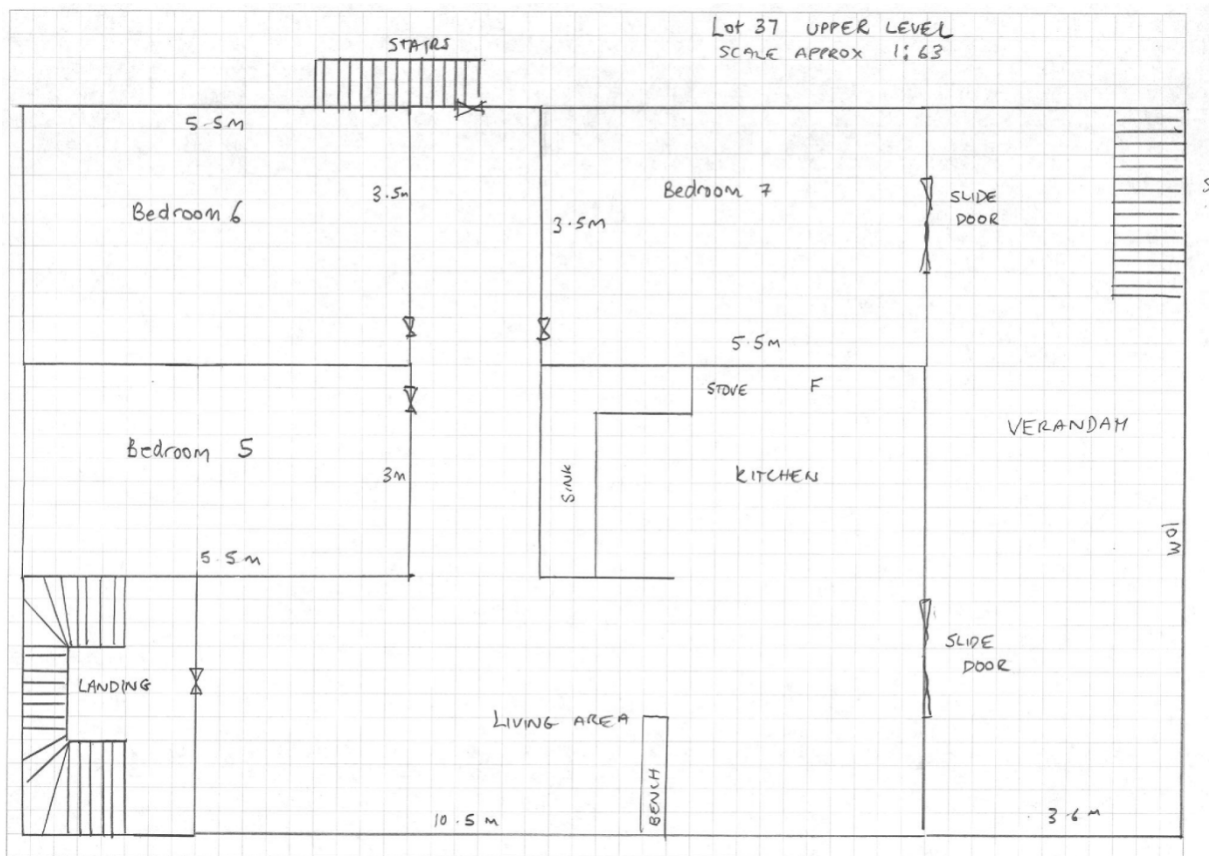 Lot 37 UPPER LEVEL
SCALE APPROX 1:63
STAIRS
5.5m
Bedroom 6
3.5m
3.5m
Bedroom 7
SLIDE
DOOR
S
5.5m
STOVE F
VERANDAH
Bedroom 5
3m
SINK
KITCHEN
10M
5.5m
LANDING
SLIDE
DOOR
LIVING AREA
BENCH
10.5m
3.6m